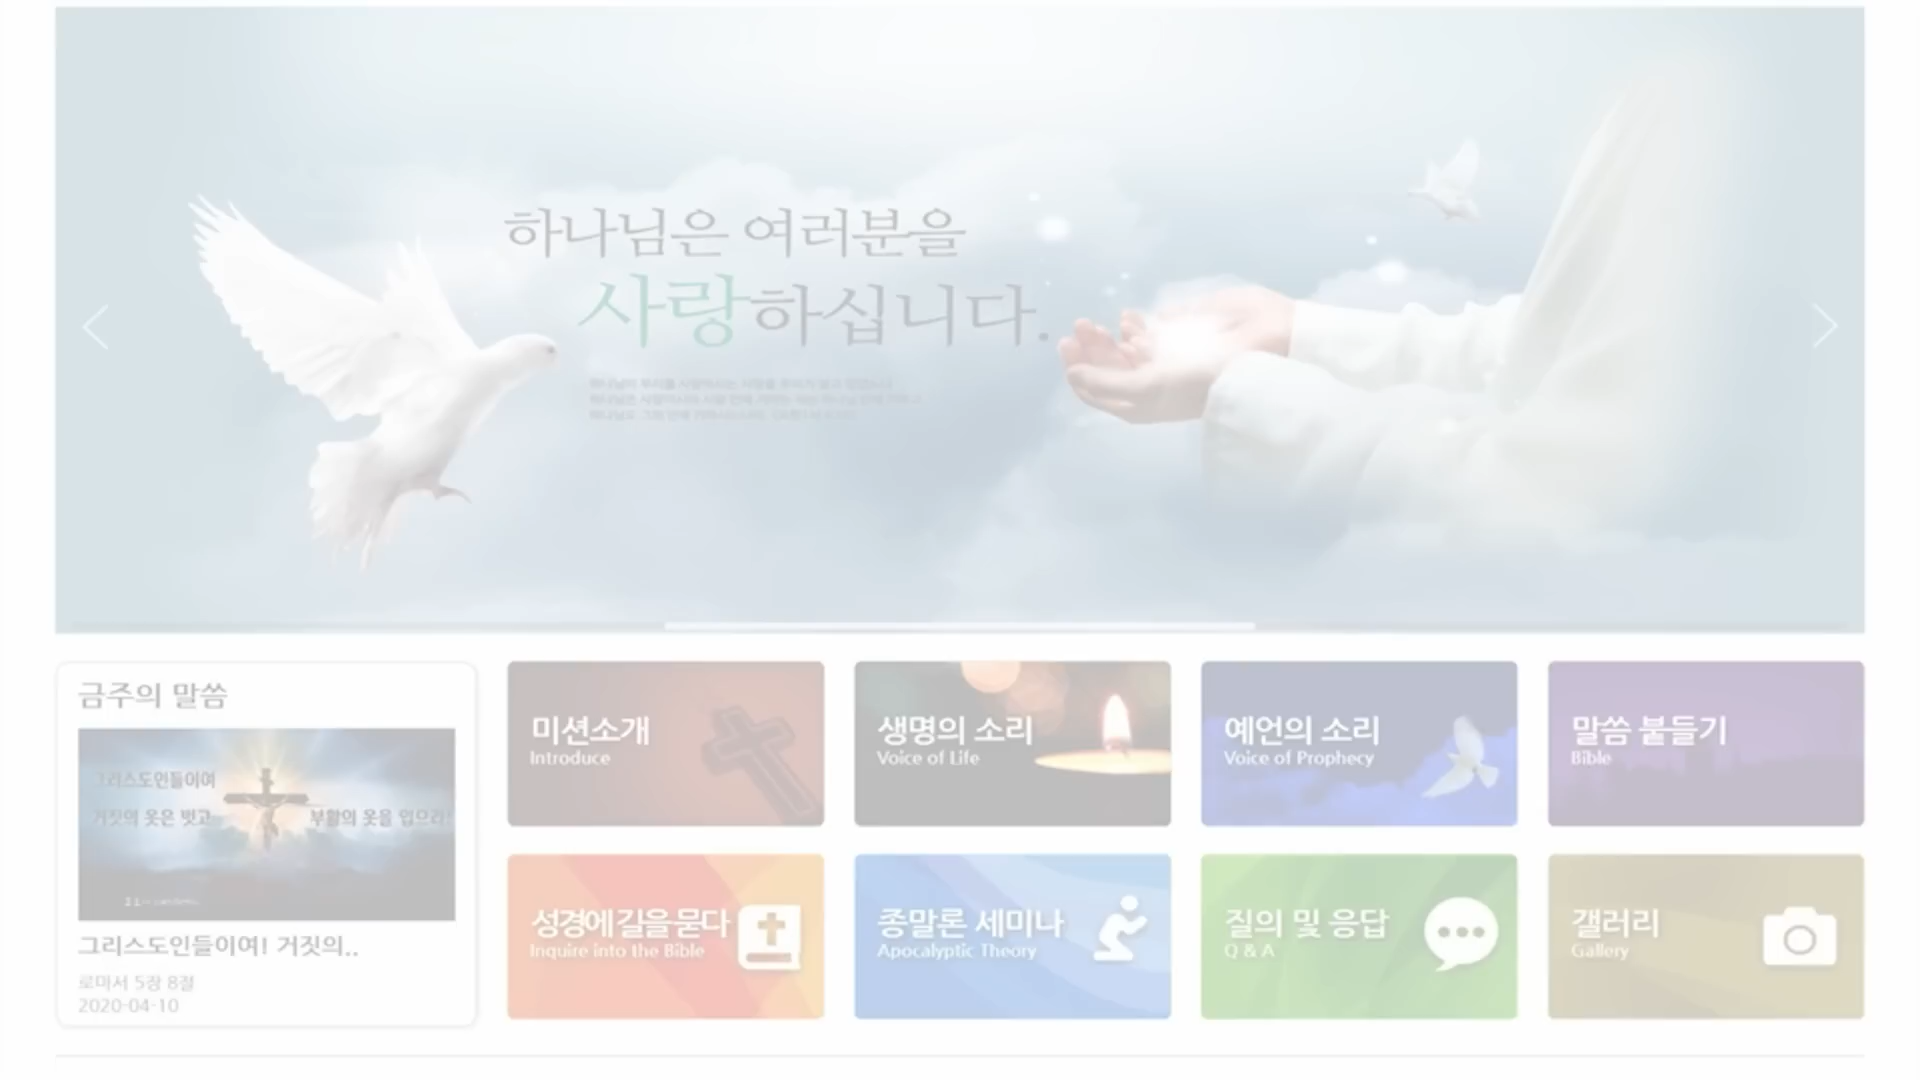 하나님은 여러분을
사랑하십니다.
금주의 말씀
그리스도인들이여
거짓의 옷은 벗고
부활의 옷을 입으라!
그리스도인들이여! 거짓의..
로마서 5장 8절
2020-04-10
미션소개
Introduce
생명의 소리
Voice of Life
예언의 소리
Voice of Prophecy
말씀 붙들기
Bible
성경에 길을 묻다
Inquire into the Bible
종말론 세미나
Apocalyptic Theory
질의 및 응답
Q & A
갤러리
Gallery